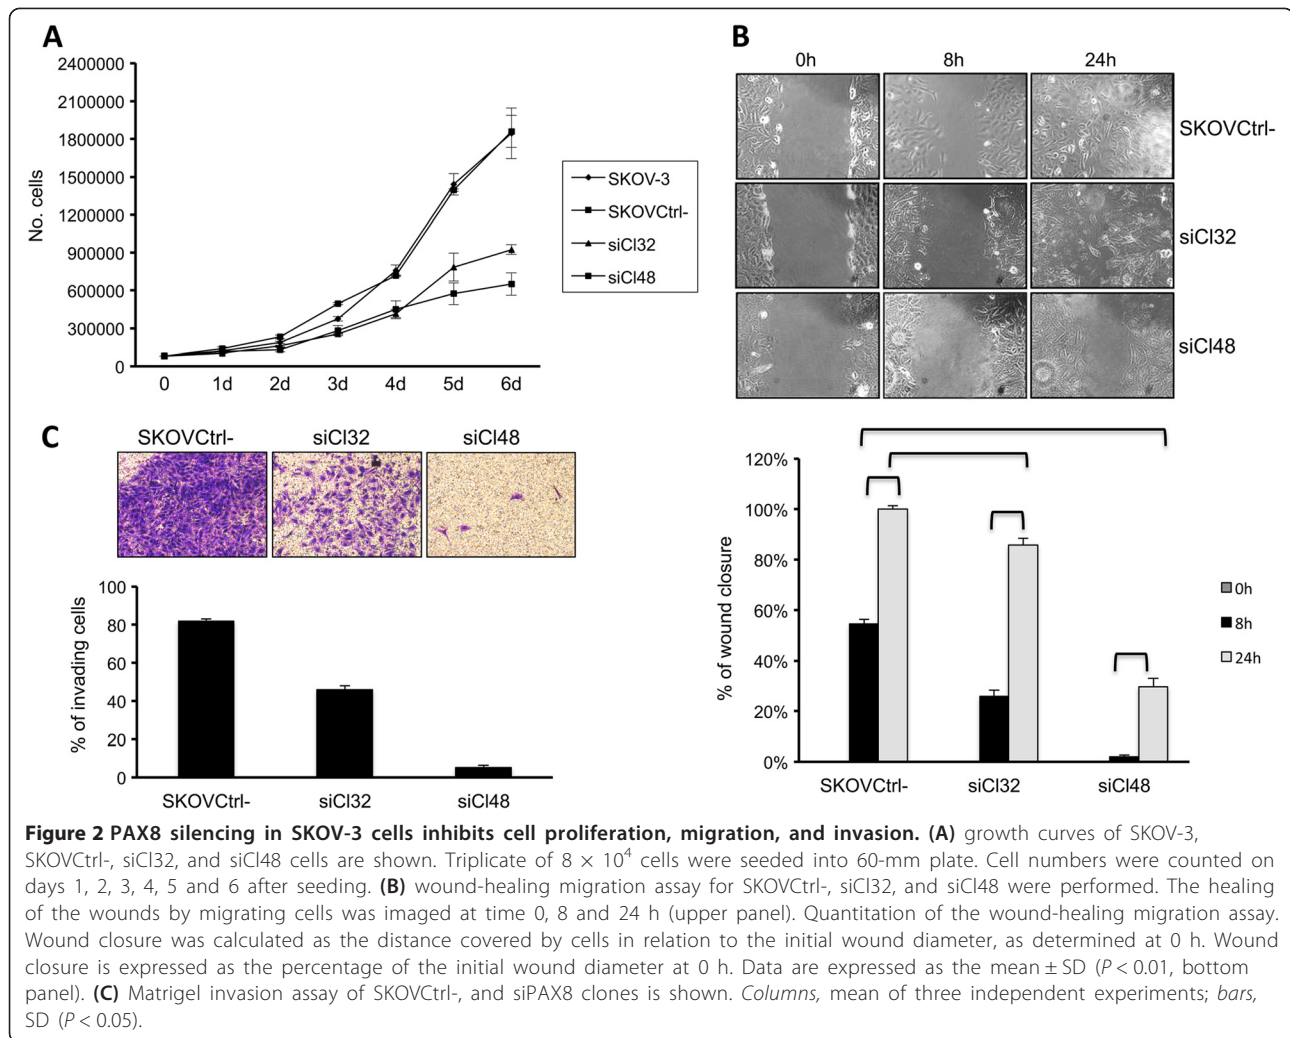 A
2400000
2100000
1800000
1500000
1200000
900000
600000
300000
0
No. cells
0 1d 2d 3d 4d 5d 6d
SKOV-3
SKOVCtrl-
siCl32
siCl48
B
0h 8h 24h
SKOVCtrl-
siCl32
siCl48
C
SKOVCtrl- siCl32 siCl48
100
80
60
40
20
0
% of invading cells
SKOVCtrl- siCl32 siCl48
120%
100%
80%
60%
40%
20%
0%
% of wound closure
SKOVCtrl- siCl32 siCl48
0h
8h
24h
Figure 2 PAX8 silencing in SKOV-3 cells inhibits cell proliferation, migration, and invasion. (A) growth curves of SKOV-3,
SKOVCtrl-, siCl32, and siCl48 cells are shown. Triplicate of 8 × 10⁴ cells were seeded into 60-mm plate. Cell numbers were counted on
days 1, 2, 3, 4, 5 and 6 after seeding. (B) wound-healing migration assay for SKOVCtrl-, siCl32, and siCl48 were performed. The healing
of the wounds by migrating cells was imaged at time 0, 8 and 24 h (upper panel). Quantitation of the wound-healing migration assay.
Wound closure was calculated as the distance covered by cells in relation to the initial wound diameter, as determined at 0 h. Wound
closure is expressed as the percentage of the initial wound diameter at 0 h. Data are expressed as the mean ± SD (P < 0.01, bottom
panel). (C) Matrigel invasion assay of SKOVCtrl-, and siPAX8 clones is shown. Columns, mean of three independent experiments; bars,
SD (P < 0.05).